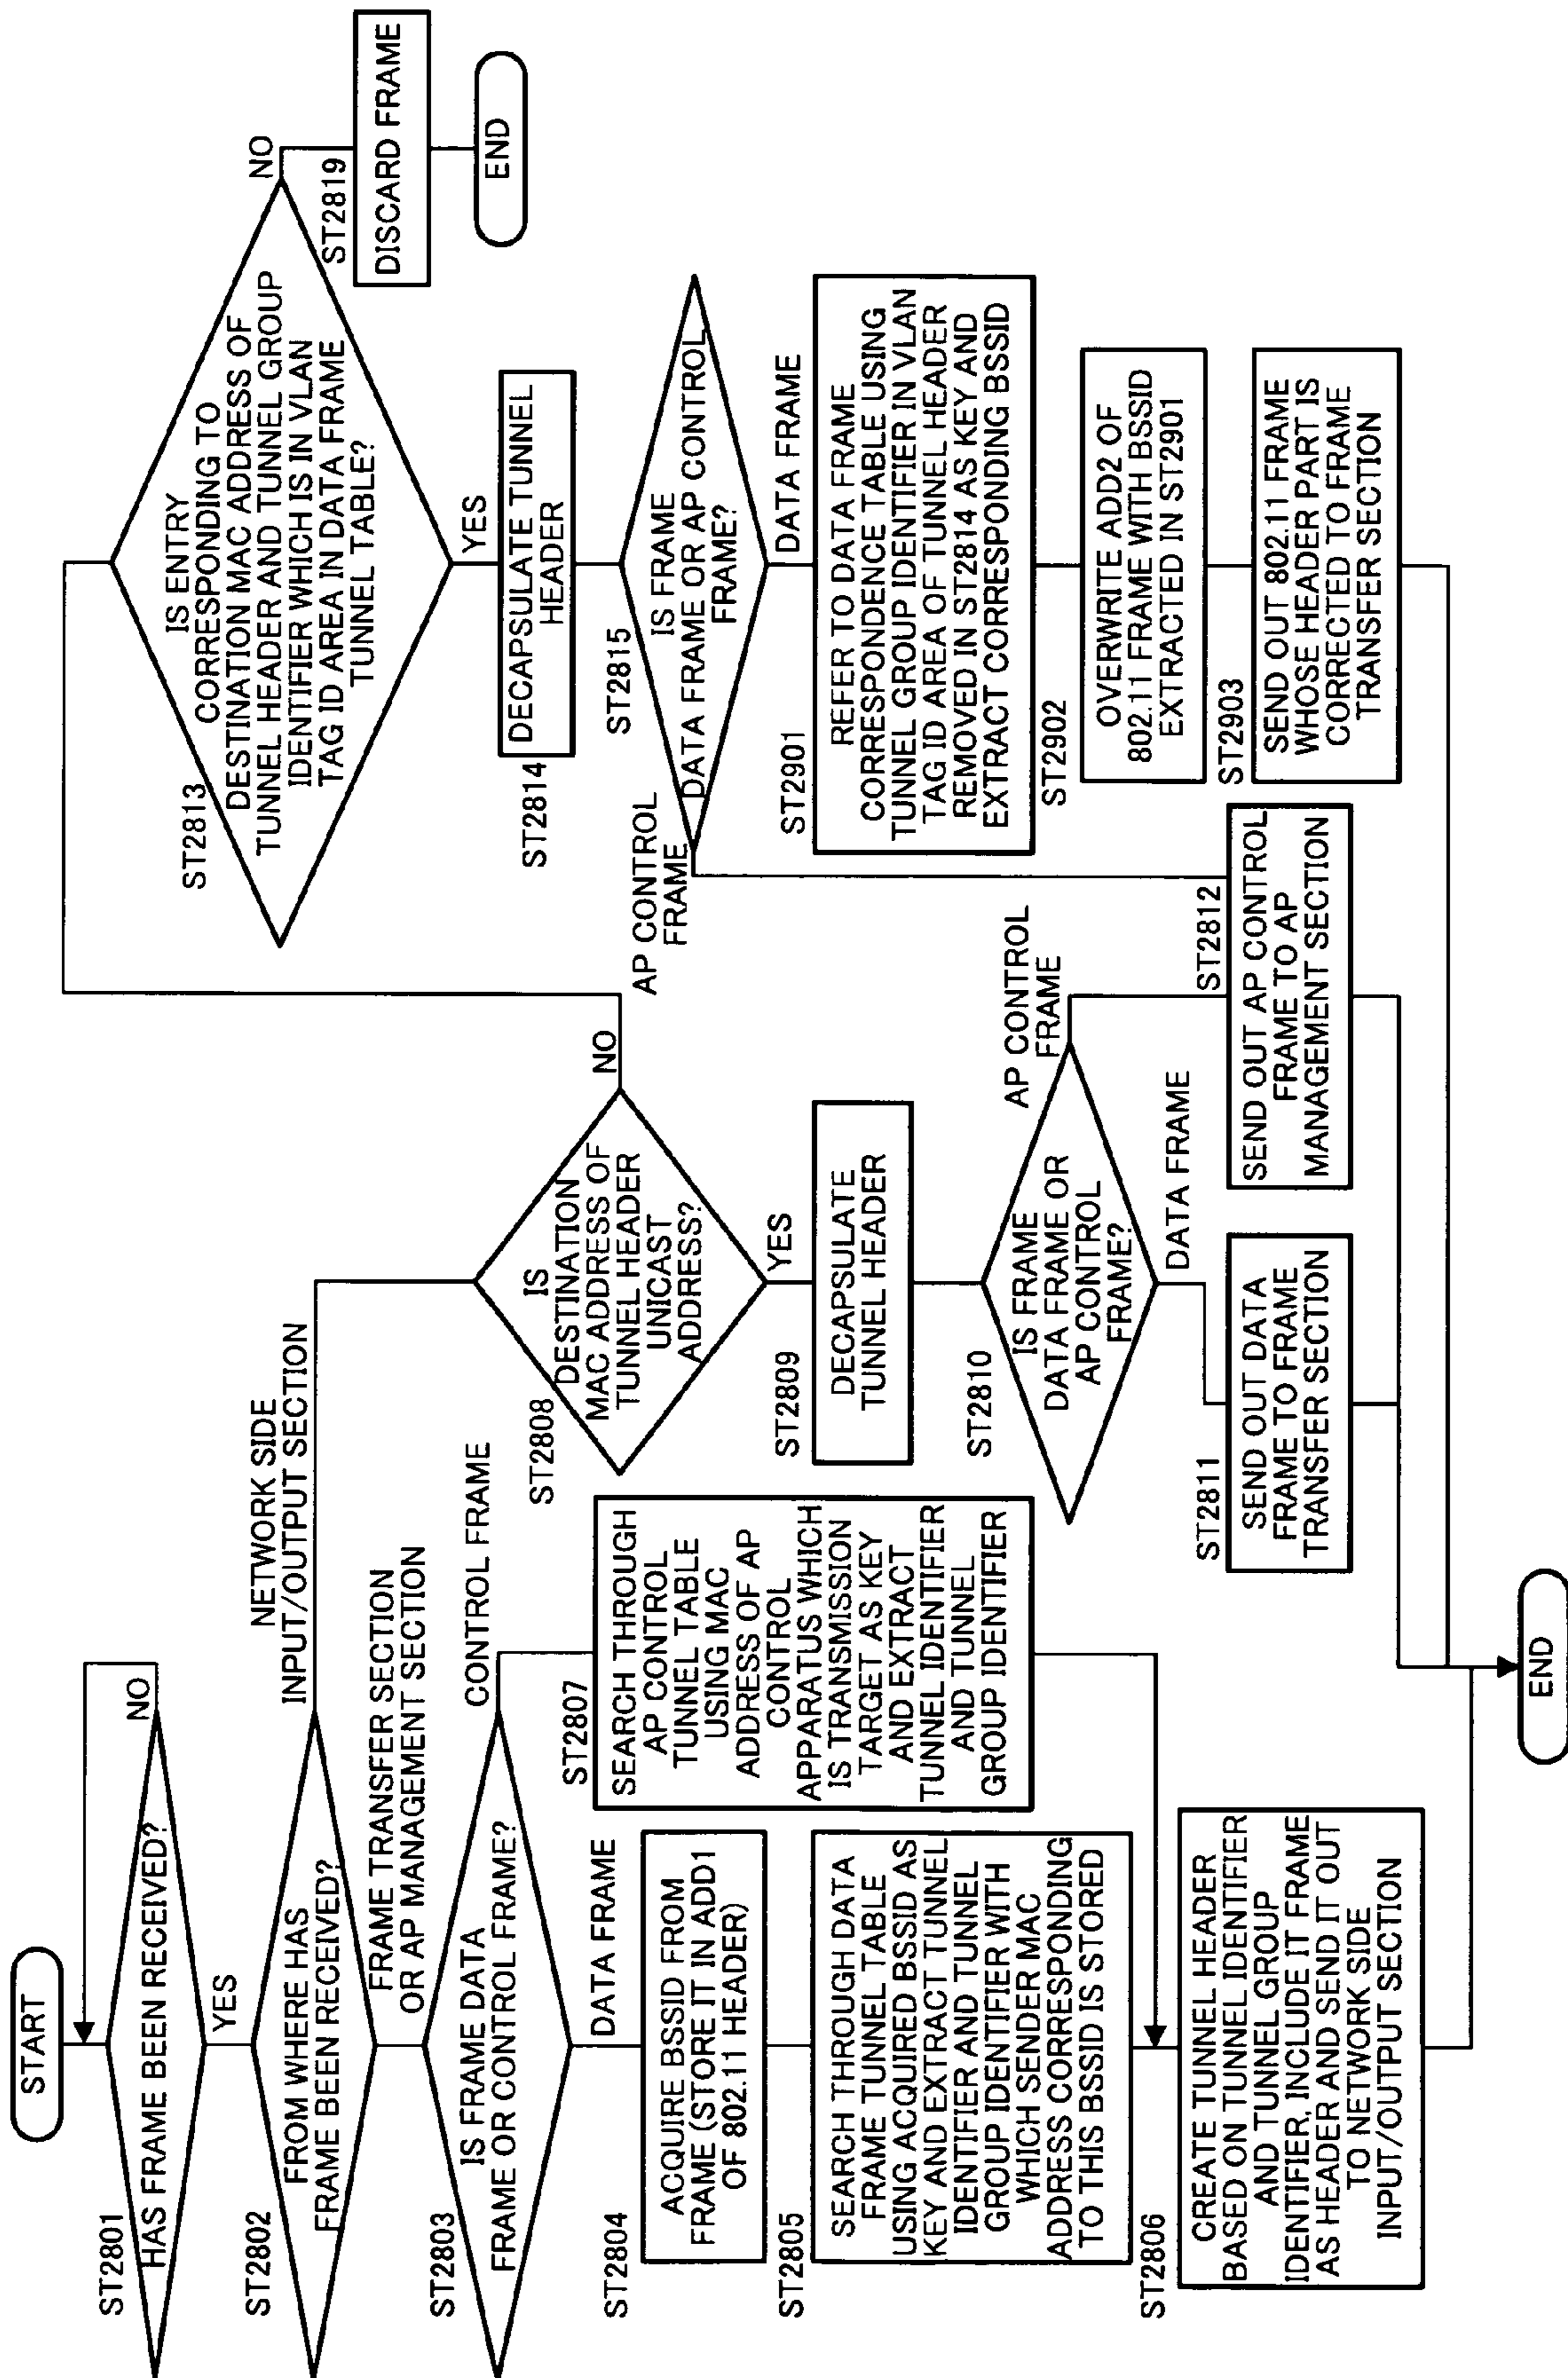 START
ST2801
HAS FRAME BEEN RECEIVED?
NO
YES
ST2802
FROM WHERE HAS
FRAME BEEN RECEIVED?
NETWORK SIDE
INPUT/OUTPUT SECTION
FRAME TRANSFER SECTION
OR AP MANAGEMENT SECTION
ST2803
IS FRAME DATA
FRAME OR CONTROL FRAME?
CONTROL FRAME
DATA FRAME
ST2804
ACQUIRE BSSID FROM
FRAME (STORE IT IN ADD1
OF 802.11 HEADER)
ST2805
SEARCH THROUGH DATA
FRAME TUNNEL TABLE
USING ACQUIRED BSSID AS
KEY AND EXTRACT TUNNEL
IDENTIFIER AND TUNNEL
GROUP IDENTIFIER WITH
WHICH SENDER MAC
ADDRESS CORRESPONDING
TO THIS BSSID IS STORED
ST2806
CREATE TUNNEL HEADER
BASED ON TUNNEL IDENTIFIER
AND TUNNEL GROUP
IDENTIFIER, INCLUDE IT FRAME
AS HEADER AND SEND IT OUT
TO NETWORK SIDE
INPUT/OUTPUT SECTION
ST2807
SEARCH THROUGH
AP CONTROL
TUNNEL TABLE
USING MAC
ADDRESS OF AP
CONTROL
APPARATUS WHICH
IS TRANSMISSION
TARGET AS KEY
AND EXTRACT
TUNNEL IDENTIFIER
AND TUNNEL
GROUP IDENTIFIER
ST2808
IS
DESTINATION
MAC ADDRESS OF
TUNNEL HEADER
UNICAST
ADDRESS?
NO
YES
ST2809
DECAPSULATE
TUNNEL HEADER
ST2810
IS FRAME
DATA FRAME OR
AP CONTROL
FRAME?
AP CONTROL
FRAME
DATA FRAME
ST2811
SEND OUT DATA
FRAME TO FRAME
TRANSFER SECTION
ST2812
SEND OUT AP CONTROL
FRAME TO AP
MANAGEMENT SECTION
END
ST2813
IS ENTRY
CORRESPONDING TO
DESTINATION MAC ADDRESS OF
TUNNEL HEADER AND TUNNEL GROUP
IDENTIFIER WHICH IS IN VLAN
TAG ID AREA IN DATA FRAME
TUNNEL TABLE?
NO
ST2819
DISCARD FRAME
END
YES
ST2814
DECAPSULATE TUNNEL
HEADER
ST2815
IS FRAME
DATA FRAME OR AP CONTROL
FRAME?
AP CONTROL
FRAME
DATA FRAME
ST2901
REFER TO DATA FRAME
CORRESPONDENCE TABLE USING
TUNNEL GROUP IDENTIFIER IN VLAN
TAG ID AREA OF TUNNEL HEADER
REMOVED IN ST2814 AS KEY AND
EXTRACT CORRESPONDING BSSID
ST2902
OVERWRITE ADD2 OF
802.11 FRAME WITH BSSID
EXTRACTED IN ST2901
ST2903
SEND OUT 802.11 FRAME
WHOSE HEADER PART IS
CORRECTED TO FRAME
TRANSFER SECTION